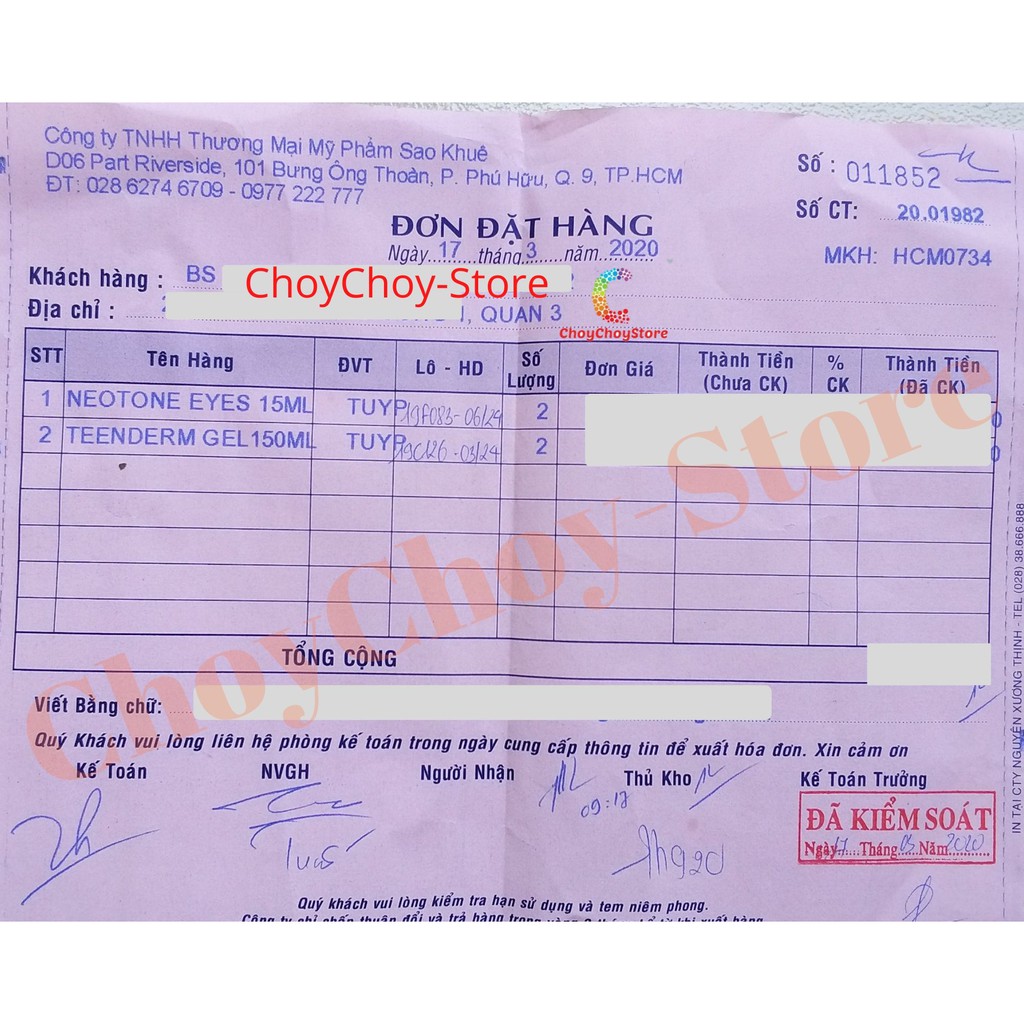 Công ty TNHH Thương Mại Mỹ Phẩm Sao Khuê
D06 Part Riverside, 101 Bưng Ông Thoàn, P. Phú Hữu, Q. 9, TP.HCM
ĐT: 028 6274 6709 - 0977 222 777
Số : 011852
Số CT: 20.01982
ĐƠN ĐẶT HÀNG
Ngày 17 tháng 3 năm 2020
MKH: HCM0734
Khách hàng : BS
ChoyChoy-Store
Địa chỉ : , QUAN 3
ChoyChoyStore
STT Tên Hàng ĐVT Lô - HD Số Lượng Đơn Giá Thành Tiền (Chưa CK) % CK Thành Tiền (Đã CK)
1 NEOTONE EYES 15ML TUYP 19F083-06/24 2
2 TEENDERM GEL150ML TUYP 19C126-03/24 2
ChoyChoy-Store
TỔNG CỘNG
Viết Bằng chữ:
Quý Khách vui lòng liên hệ phòng kế toán trong ngày cung cấp thông tin để xuất hóa đơn. Xin cảm ơn
Kế Toán NVGH Người Nhận Thủ Kho Kế Toán Trưởng
09:17
ĐÃ KIỂM SOÁT
Ngày 17 Tháng 03 Năm 2020
Quý khách vui lòng kiểm tra hạn sử dụng và tem niêm phong.
IN TẠI CTY NGUYỄN XƯƠNG THỊNH - TEL (028) 38.666.888